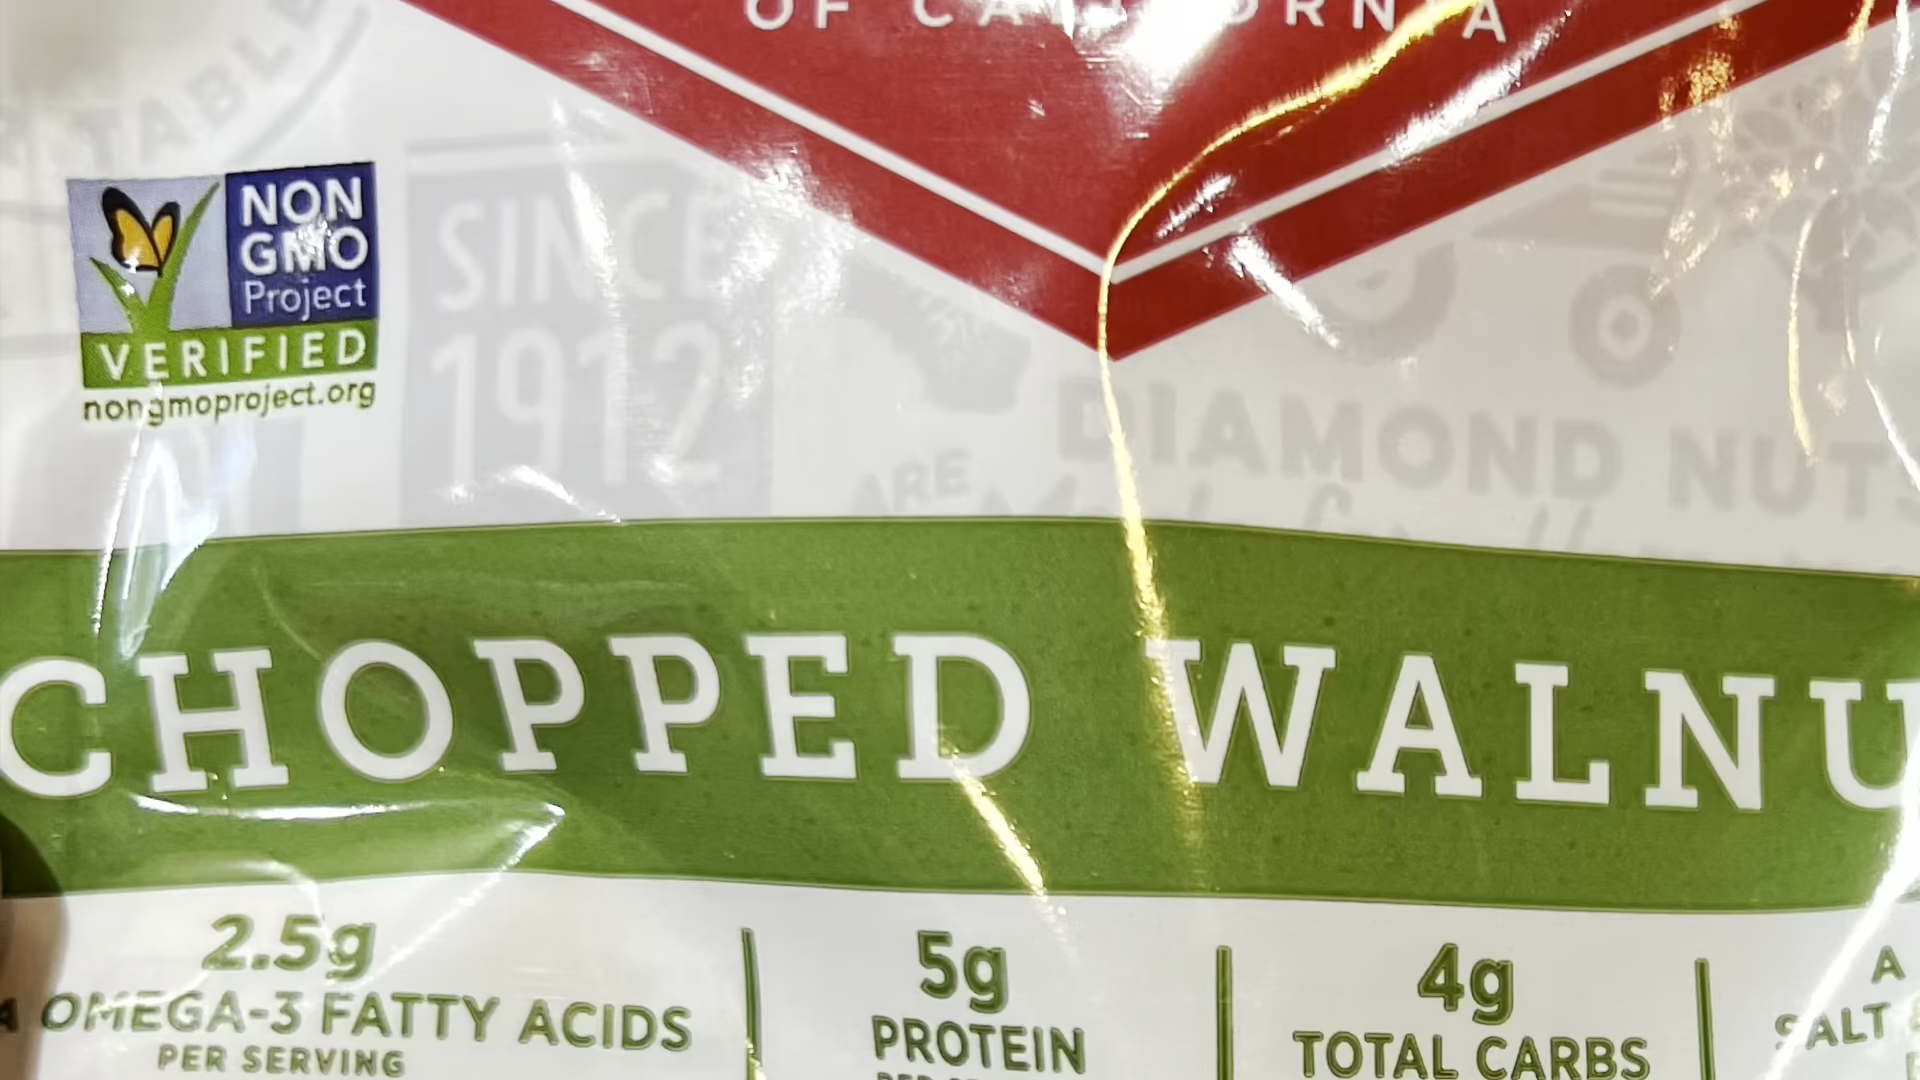 OF CALIFORNIA
TABLE
NON
GMO
Project
VERIFIED
nongmoproject.org
SINCE
1912
DIAMOND NUTS
ARE
CHOPPED WALNU
2.5g
A OMEGA-3 FATTY ACIDS
PER SERVING
5g
PROTEIN
4g
TOTAL CARBS
A
SALT